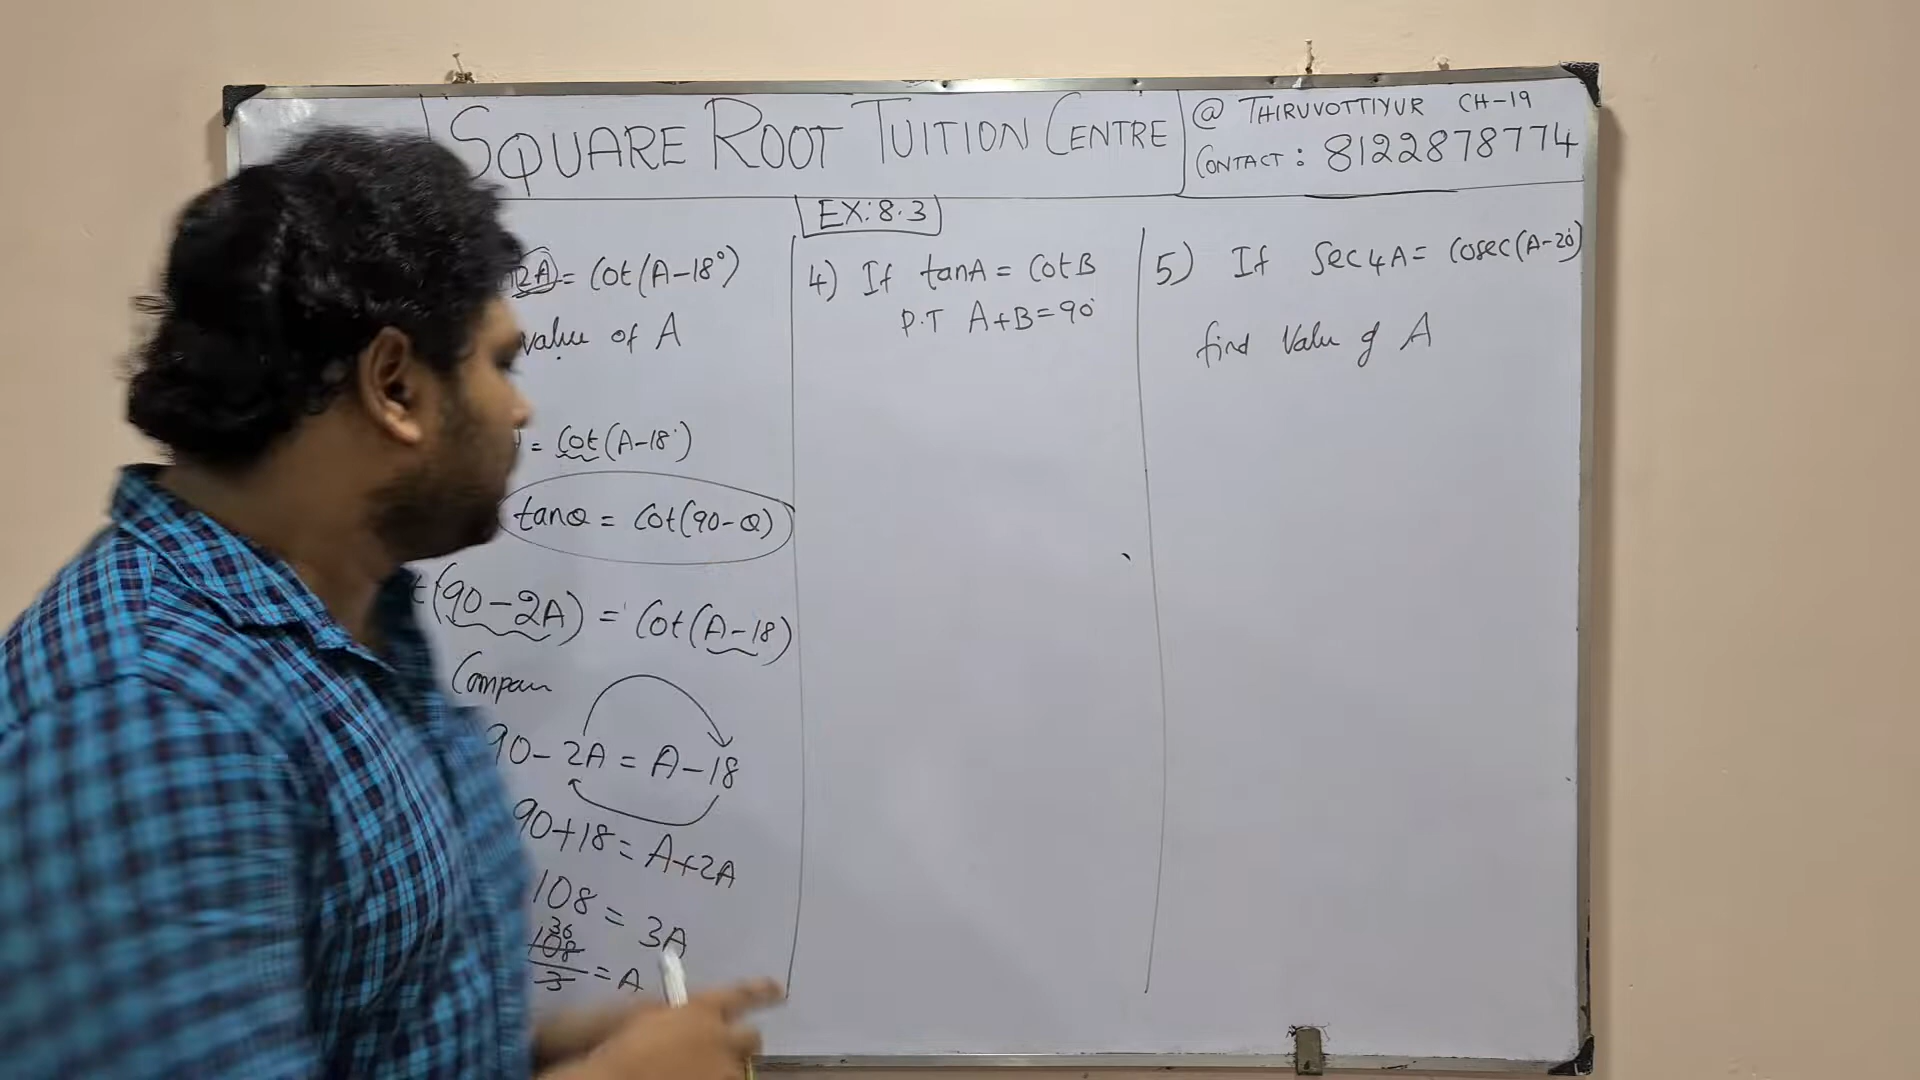 SQUARE ROOT TUITION CENTRE
@ THIRUVOTTIYUR CH-19
CONTACT : 8122878774
EX: 8.3
2A = Cot(A-18°)
value of A
= Cot(A-18°)
tanθ = Cot(90-θ)
t(90-2A) = Cot(A-18)
Compare
90-2A = A-18
90+18 = A+2A
108 = 3A
36
108/3 = A
4) If tanA = CotB
P.T A+B=90°
5) If Sec4A = Cosec(A-20°)
find Value of A